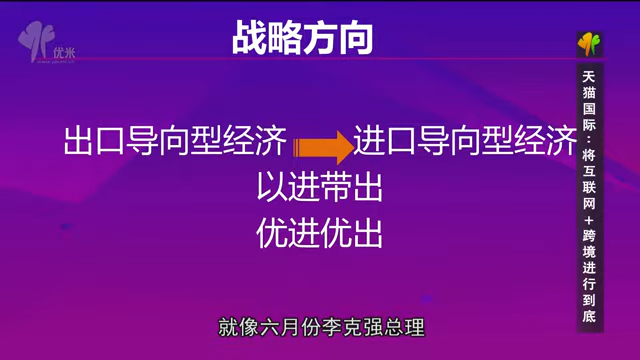 优米
战略方向
出口导向型经济
进口导向型经济
以进带出
优进优出
天猫国际：将互联网+跨境进行到底
就像六月份李克强总理